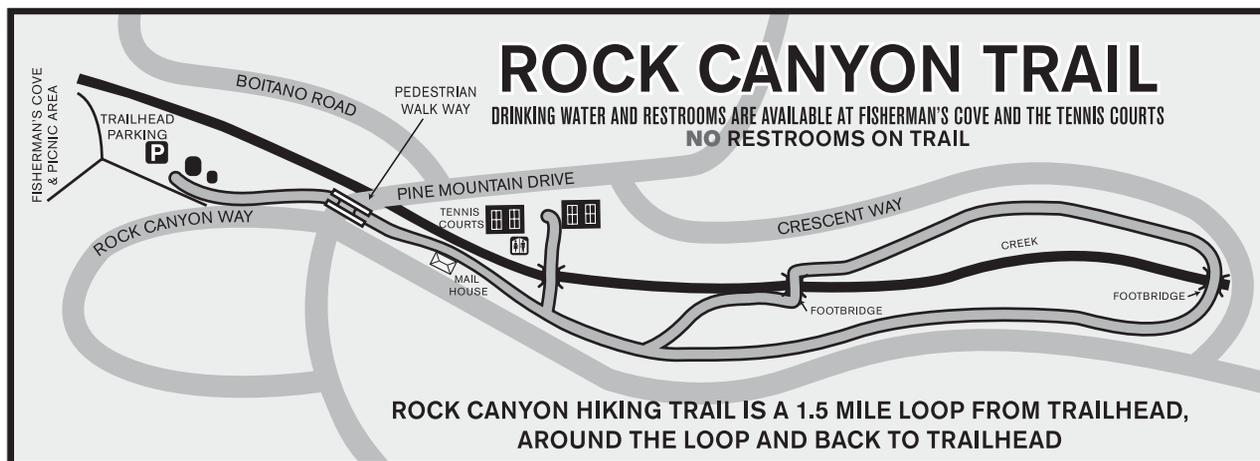 ROCK CANYON TRAIL
DRINKING WATER AND RESTROOMS ARE AVAILABLE AT FISHERMAN'S COVE AND THE TENNIS COURTS
NO RESTROOMS ON TRAIL
FISHERMAN'S COVE
& PICNIC AREA
BOITANO ROAD
PEDESTRIAN
WALK WAY
TRAILHEAD
PARKING
P
PINE MOUNTAIN DRIVE
ROCK CANYON WAY
TENNIS
COURTS
CRESCENT WAY
CREEK
MAIL
HOUSE
FOOTBRIDGE
FOOTBRIDGE
ROCK CANYON HIKING TRAIL IS A 1.5 MILE LOOP FROM TRAILHEAD,
AROUND THE LOOP AND BACK TO TRAILHEAD